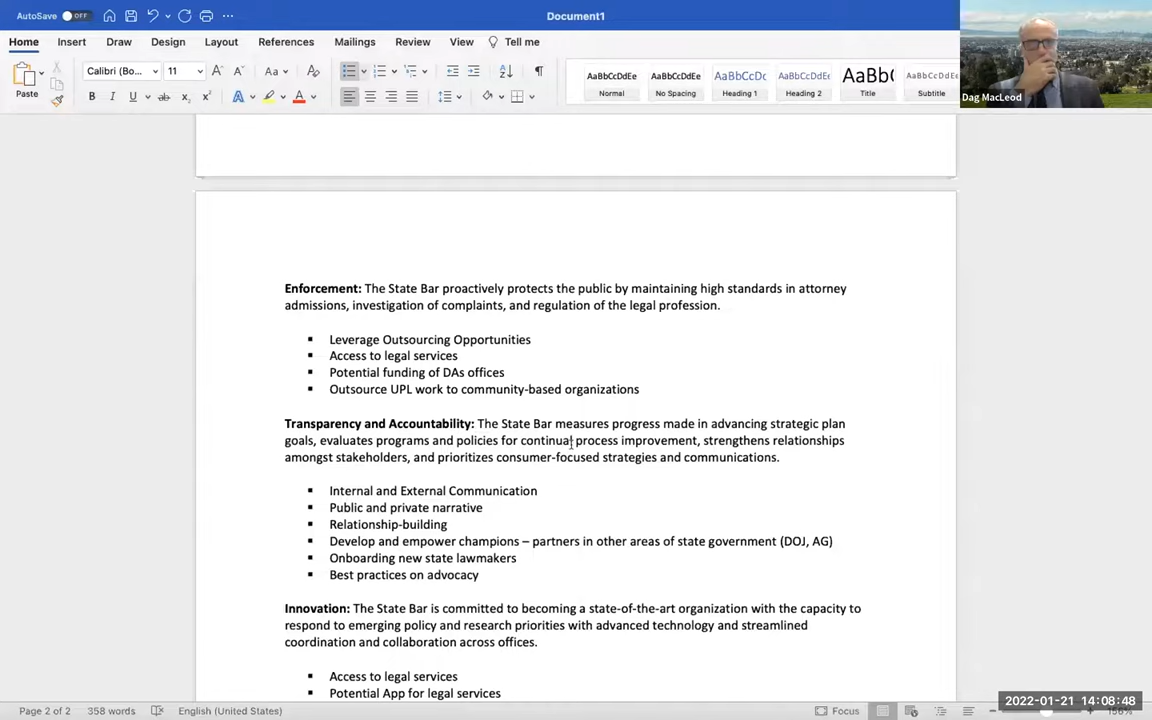 AutoSave OFF Document1
Home Insert Draw Design Layout References Mailings Review View Tell me
Paste Calibri (Bo... 11 Aa AaBbCcDdEe AaBbCcDdEe AaBbCcDc AaBbCcDdEe AaBb( AaBbCcDdEe
B I U ab x₂ x² A A Normal No Spacing Heading 1 Heading 2 Title Subtitle
Dag MacLeod
Enforcement: The State Bar proactively protects the public by maintaining high standards in attorney
admissions, investigation of complaints, and regulation of the legal profession.
▪ Leverage Outsourcing Opportunities
▪ Access to legal services
▪ Potential funding of DAs offices
▪ Outsource UPL work to community-based organizations
Transparency and Accountability: The State Bar measures progress made in advancing strategic plan
goals, evaluates programs and policies for continual process improvement, strengthens relationships
amongst stakeholders, and prioritizes consumer-focused strategies and communications.
▪ Internal and External Communication
▪ Public and private narrative
▪ Relationship-building
▪ Develop and empower champions – partners in other areas of state government (DOJ, AG)
▪ Onboarding new state lawmakers
▪ Best practices on advocacy
Innovation: The State Bar is committed to becoming a state-of-the-art organization with the capacity to
respond to emerging policy and research priorities with advanced technology and streamlined
coordination and collaboration across offices.
▪ Access to legal services
▪ Potential App for legal services
2022-01-21 14:08:48
Page 2 of 2 358 words English (United States) Focus 156%